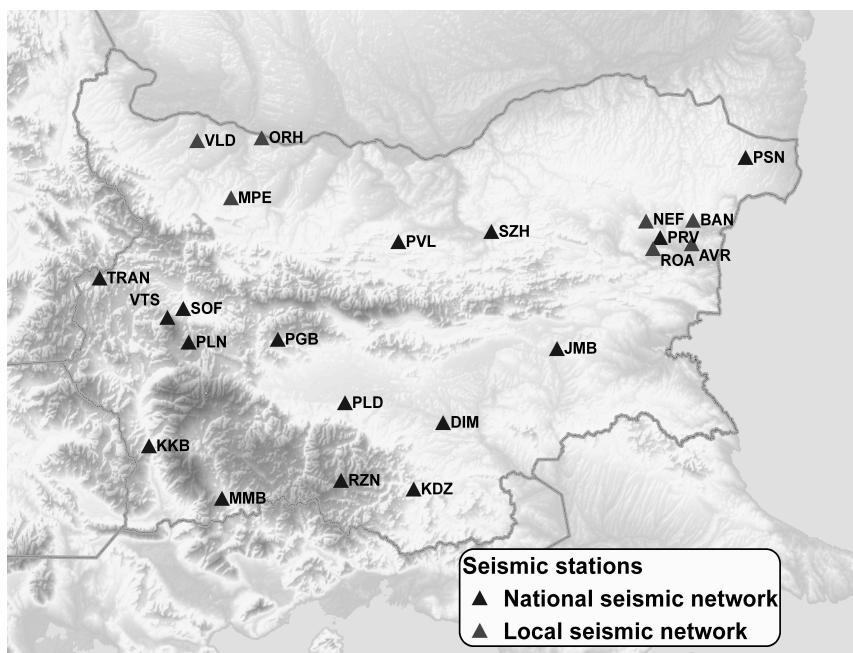 VLD
ORH
PSN
MPE
NEF
BAN
PVL
SZH
PRV
ROA
AVR
TRAN
VTS
SOF
PLN
PGB
JMB
PLD
DIM
KKB
RZN
KDZ
MMB
Seismic stations
National seismic network
Local seismic network